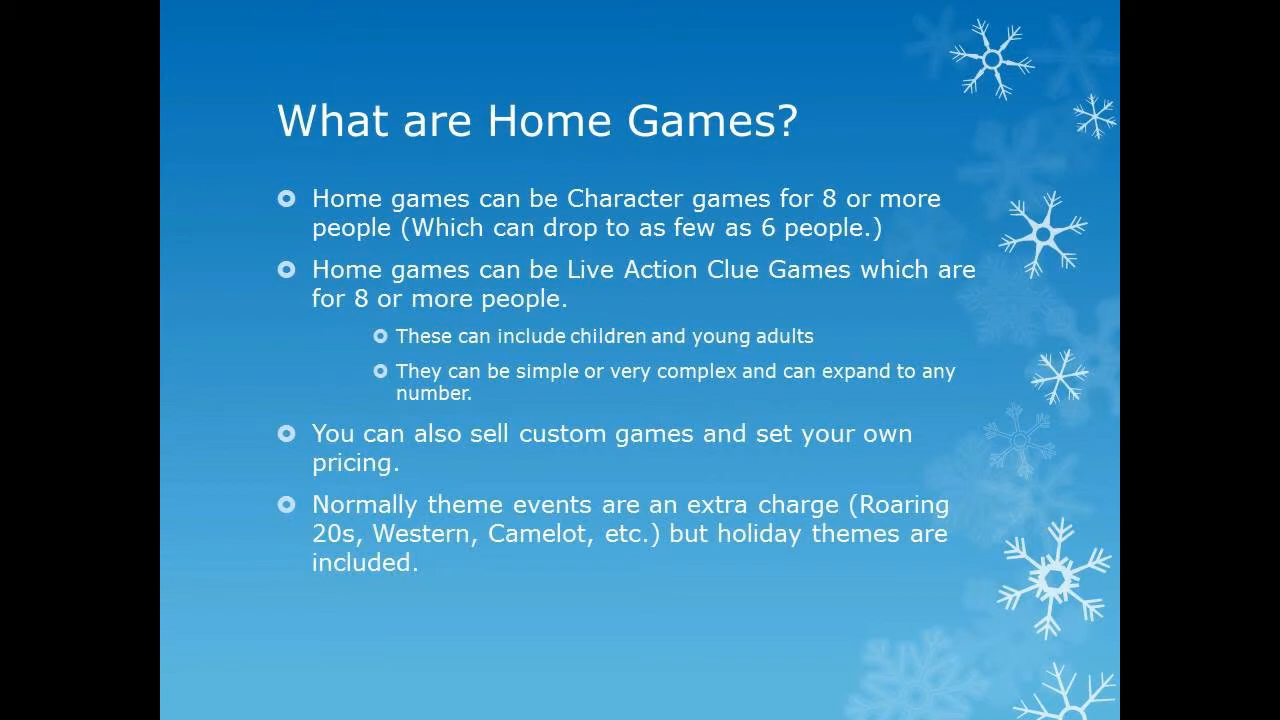 What are Home Games?
Home games can be Character games for 8 or more
people (Which can drop to as few as 6 people.)
Home games can be Live Action Clue Games which are
for 8 or more people.
These can include children and young adults
They can be simple or very complex and can expand to any
number.
You can also sell custom games and set your own
pricing.
Normally theme events are an extra charge (Roaring
20s, Western, Camelot, etc.) but holiday themes are
included.